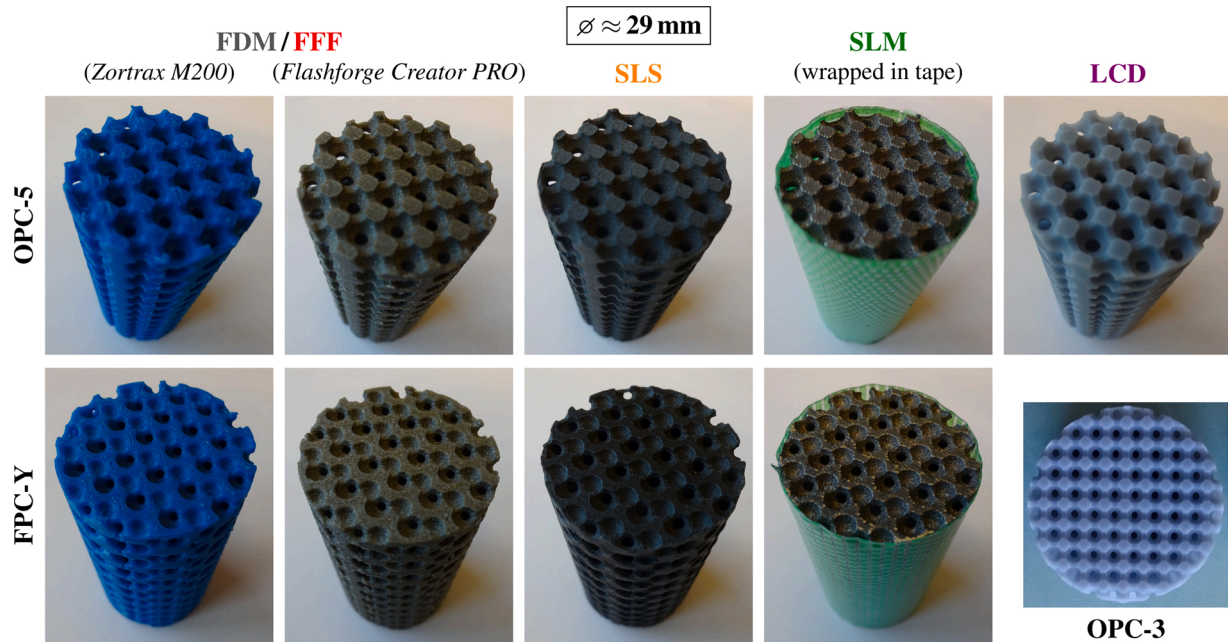 ⌀ ≈ 29 mm
FDM / FFF
SLM
(Zortrax M200)
(Flashforge Creator PRO)
SLS
(wrapped in tape)
LCD
OPC-5
FPC-Y
OPC-3